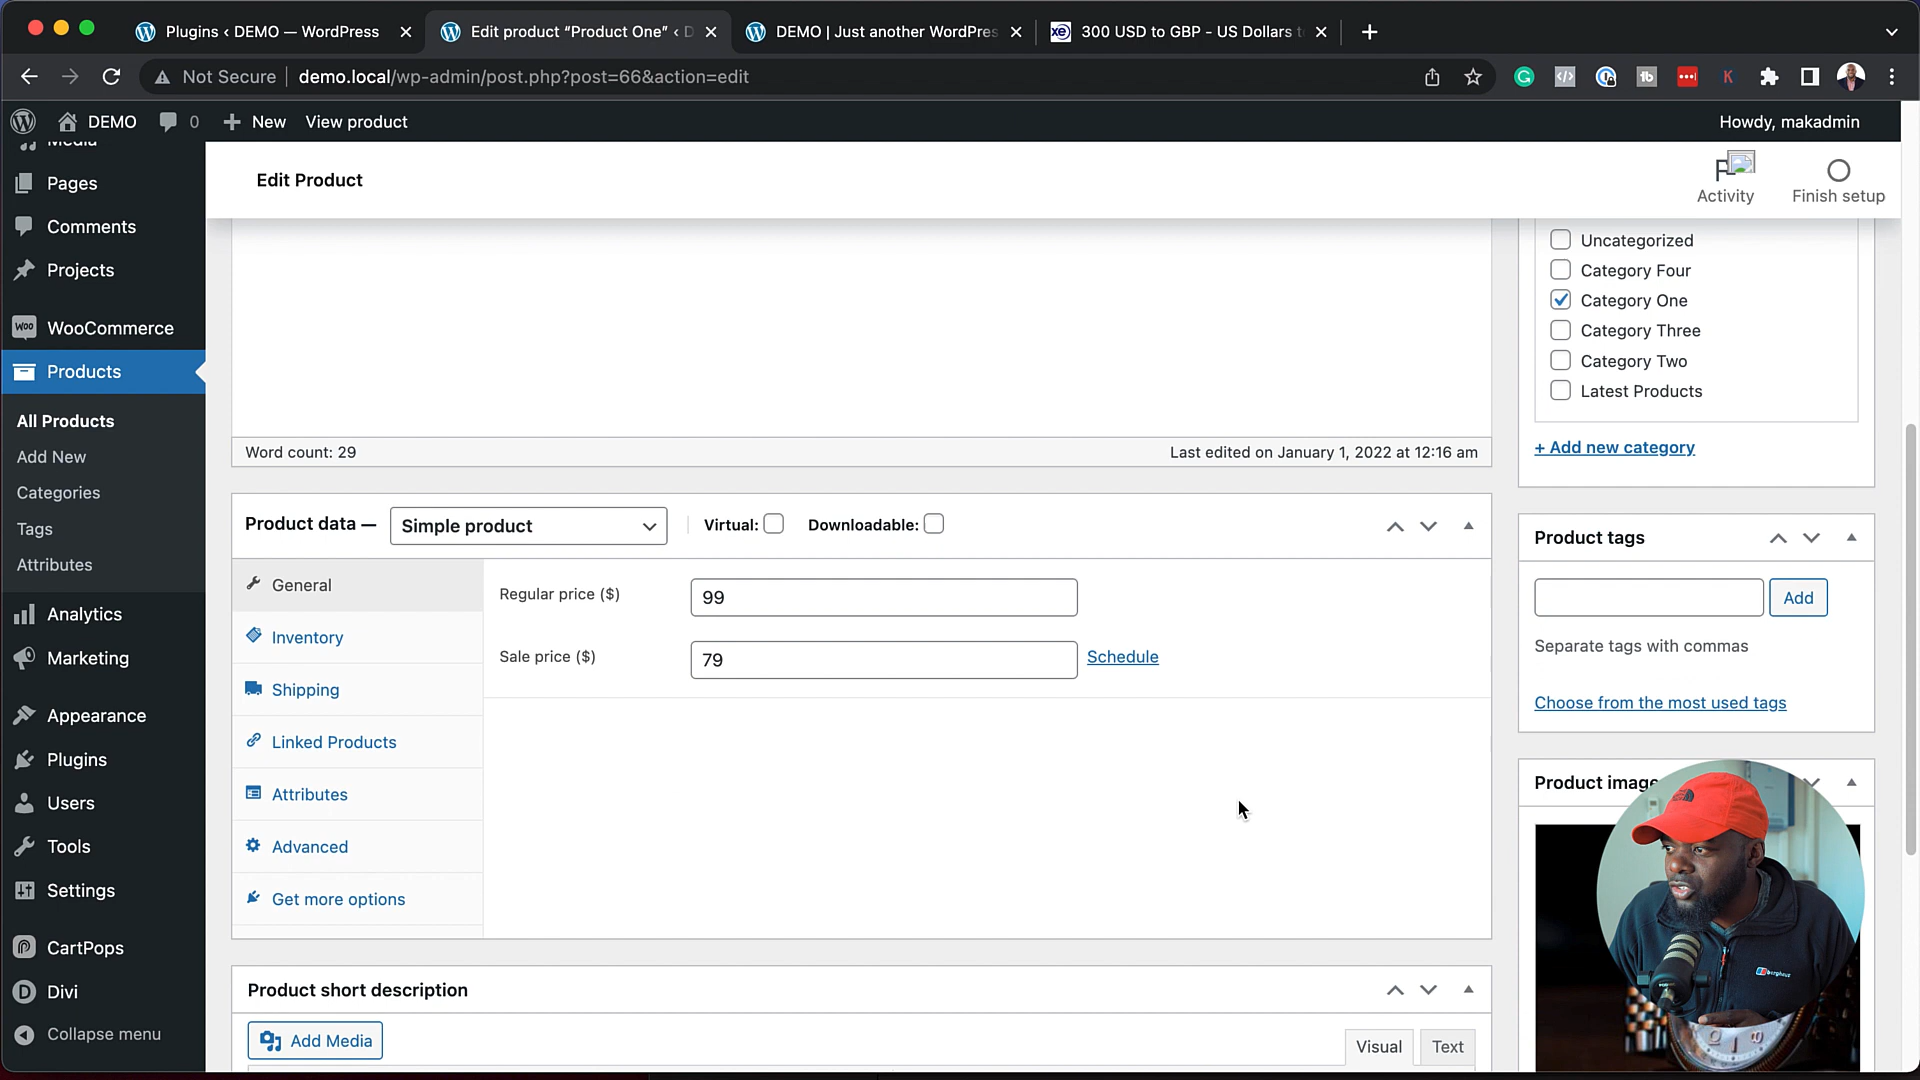 Plugins ‹ DEMO — WordPress
Edit product “Product One” ‹ D
DEMO | Just another WordPres
xe 300 USD to GBP - US Dollars t
Not Secure
demo.local/wp-admin/post.php?post=66&action=edit
DEMO
0
New
View product
Howdy, makadmin
Media
Pages
Comments
Projects
WooCommerce
Products
All Products
Add New
Categories
Tags
Attributes
Analytics
Marketing
Appearance
Plugins
Users
Tools
Settings
CartPops
Divi
Collapse menu
Edit Product
Activity
Finish setup
Word count: 29
Last edited on January 1, 2022 at 12:16 am
Product data —
Simple product
Virtual:
Downloadable:
General
Inventory
Shipping
Linked Products
Attributes
Advanced
Get more options
Regular price ($)
99
Sale price ($)
79
Schedule
Product short description
Add Media
Visual
Text
Uncategorized
Category Four
Category One
Category Three
Category Two
Latest Products
+ Add new category
Product tags
Add
Separate tags with commas
Choose from the most used tags
Product image
berghaus